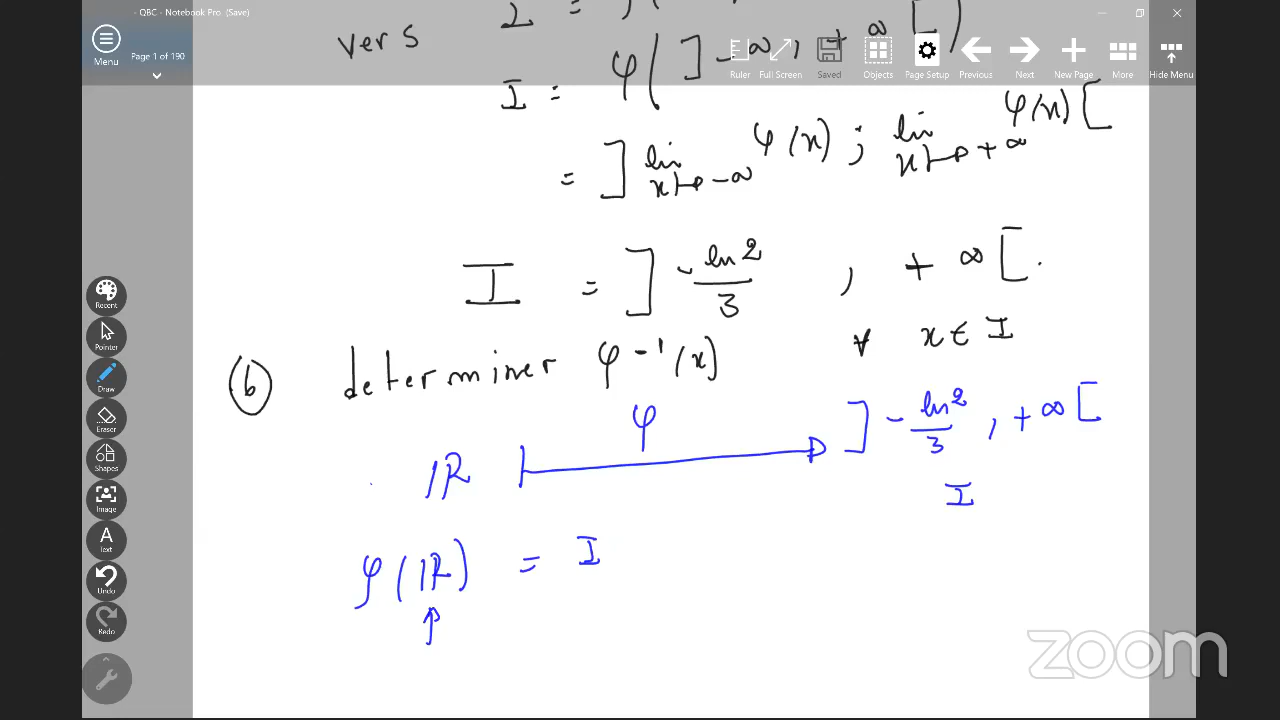 - QBC - Notebook Pro. (Save)
Menu
Page 1 of 190
Ruler Full Screen Saved Objects Page Setup Previous Next New Page More Hide Menu
vers
I = φ(]-∞, +∞[)
= ] lim x↦-∞ φ(x) ; lim x↦+∞ φ(x) [
I = ] -ln2/3 , +∞ [.
(b) determiner φ-1(x) ∀ x ∈ I
φ
IR ↦ ] -ln2/3 , +∞ [
I
φ(IR) = I
↑
Recent
Pointer
Draw
Eraser
Shapes
Image
A
Text
Undo
Redo
zoom